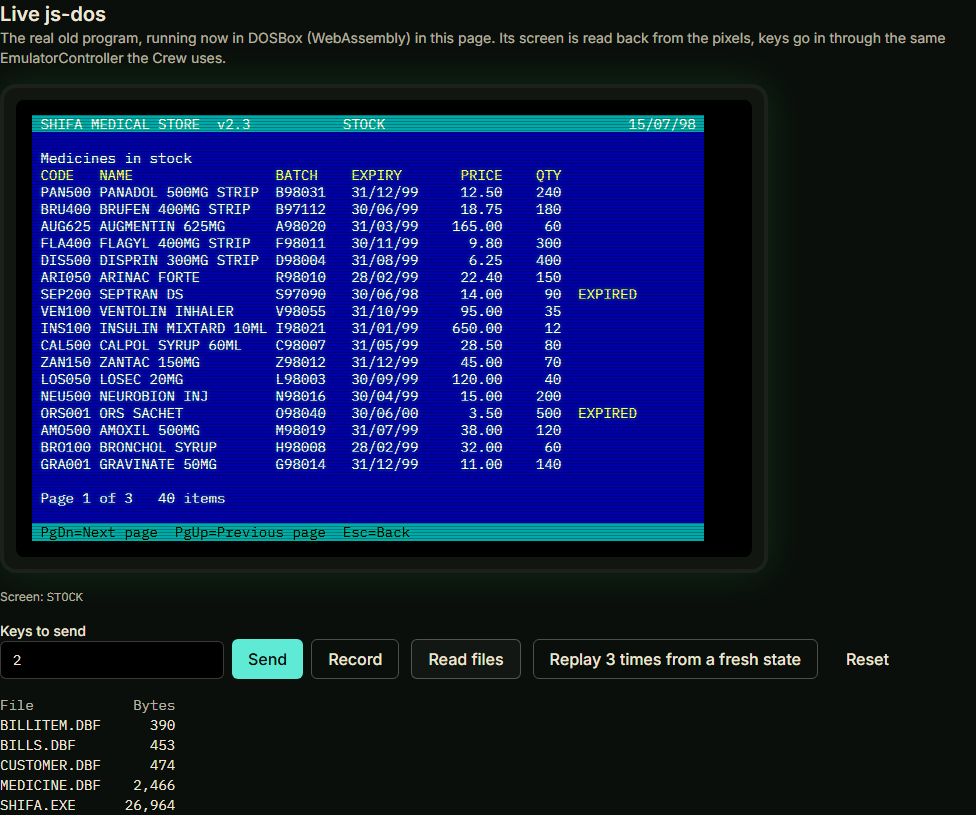 Live js-dos
The real old program, running now in DOSBox (WebAssembly) in this page. Its screen is read back from the pixels, keys go in through the same
EmulatorController the Crew uses.
SHIFA MEDICAL STORE v2.3 STOCK 15/07/98
Medicines in stock
CODE NAME BATCH EXPIRY PRICE QTY
PAN500 PANADOL 500MG STRIP B98031 31/12/99 12.50 240
BRU400 BRUFEN 400MG STRIP B97112 30/06/99 18.75 180
AUG625 AUGMENTIN 625MG A98020 31/03/99 165.00 60
FLA400 FLAGYL 400MG STRIP F98011 30/11/99 9.80 300
DIS500 DISPRIN 300MG STRIP D98004 31/08/99 6.25 400
ARI050 ARINAC FORTE R98010 28/02/99 22.40 150
SEP200 SEPTRAN DS S97090 30/06/98 14.00 90 EXPIRED
VEN100 VENTOLIN INHALER V98055 31/10/99 95.00 35
INS100 INSULIN MIXTARD 10ML I98021 31/01/99 650.00 12
CAL500 CALPOL SYRUP 60ML C98007 31/05/99 28.50 80
ZAN150 ZANTAC 150MG Z98012 31/12/99 45.00 70
LOS050 LOSEC 20MG L98003 30/09/99 120.00 40
NEU500 NEUROBION INJ N98016 30/04/99 15.00 200
ORS001 ORS SACHET O98040 30/06/00 3.50 500 EXPIRED
AMO500 AMOXIL 500MG M98019 31/07/99 38.00 120
BRO100 BRONCHOL SYRUP H98008 28/02/99 32.00 60
GRA001 GRAVINATE 50MG G98014 31/12/99 11.00 140
Page 1 of 3 40 items
PgDn=Next page PgUp=Previous page Esc=Back
Screen: STOCK
Keys to send
2 Send Record Read files Replay 3 times from a fresh state Reset
File Bytes
BILLITEM.DBF 390
BILLS.DBF 453
CUSTOMER.DBF 474
MEDICINE.DBF 2,466
SHIFA.EXE 26,964